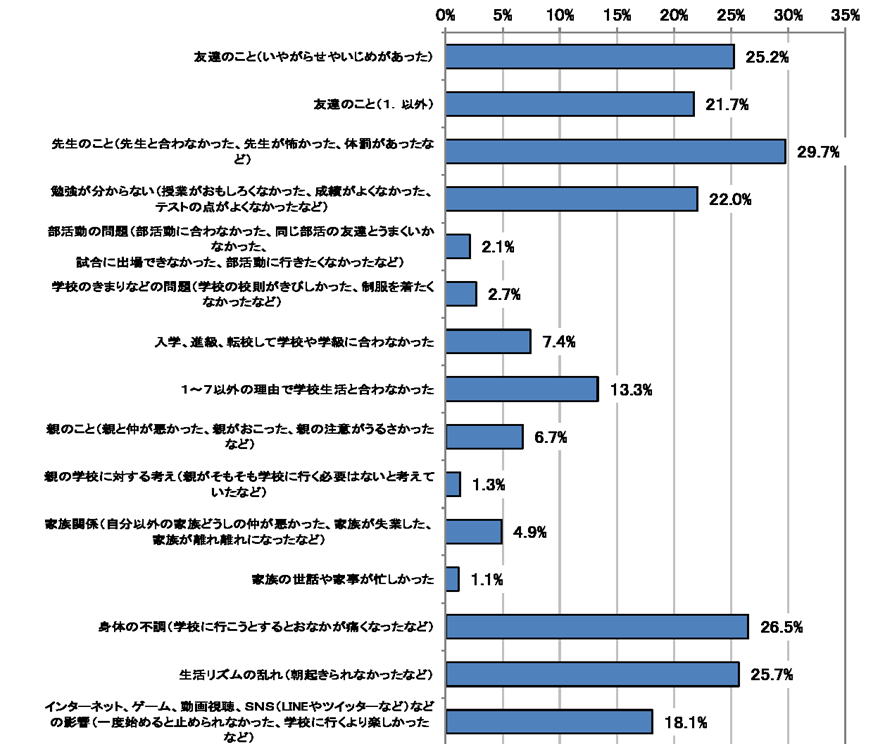 0% 5% 10% 15% 20% 25% 30% 35%
友達のこと(いやがらせやいじめがあった) 25.2%
友達のこと(1. 以外) 21.7%
先生のこと(先生と合わなかった、先生が怖かった、体罰があったな
ど) 29.7%
勉強が分からない(授業がおもしろくなかった、成績がよくなかった、
テストの点がよくなかったなど) 22.0%
部活動の問題(部活動に合わなかった、同じ部活の友達とうまくいか
なかった、
試合に出場できなかった、部活動に行きたくなかったなど) 2.1%
学校のきまりなどの問題(学校の校則がきびしかった、制服を着たく
なかったなど) 2.7%
入学、進級、転校して学校や学級に合わなかった 7.4%
1～7以外の理由で学校生活と合わなかった 13.3%
親のこと(親と仲が悪かった、親がおこった、親の注意がうるさかった
など) 6.7%
親の学校に対する考え(親がそもそも学校に行く必要はないと考えて
いたなど) 1.3%
家族関係(自分以外の家族どうしの仲が悪かった、家族が失業した、
家族が離れ離れになったなど) 4.9%
家族の世話や家事が忙しかった 1.1%
身体の不調(学校に行こうとするとおなかが痛くなったなど) 26.5%
生活リズムの乱れ(朝起きられなかったなど) 25.7%
インターネット、ゲーム、動画視聴、SNS(LINEやツイッターなど)など
の影響(一度始めると止められなかった、学校に行くより楽しかった
など) 18.1%